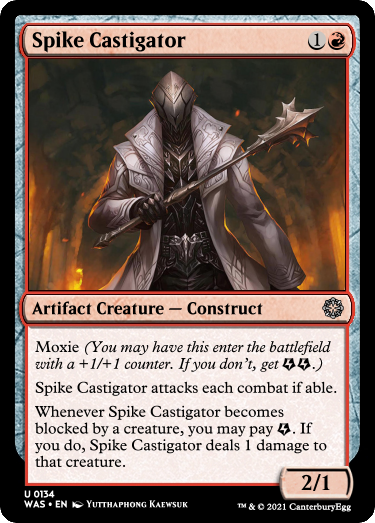 Spike Castigator 1
Artifact Creature — Construct
Moxie (You may have this enter the battlefield
with a +1/+1 counter. If you don't, get .)
Spike Castigator attacks each combat if able.
Whenever Spike Castigator becomes
blocked by a creature, you may pay . If
you do, Spike Castigator deals 1 damage to
that creature.
2/1
U 0134
WAS • EN Yutthaphong Kaewsuk
™ & © 2021 CanterburyEgg